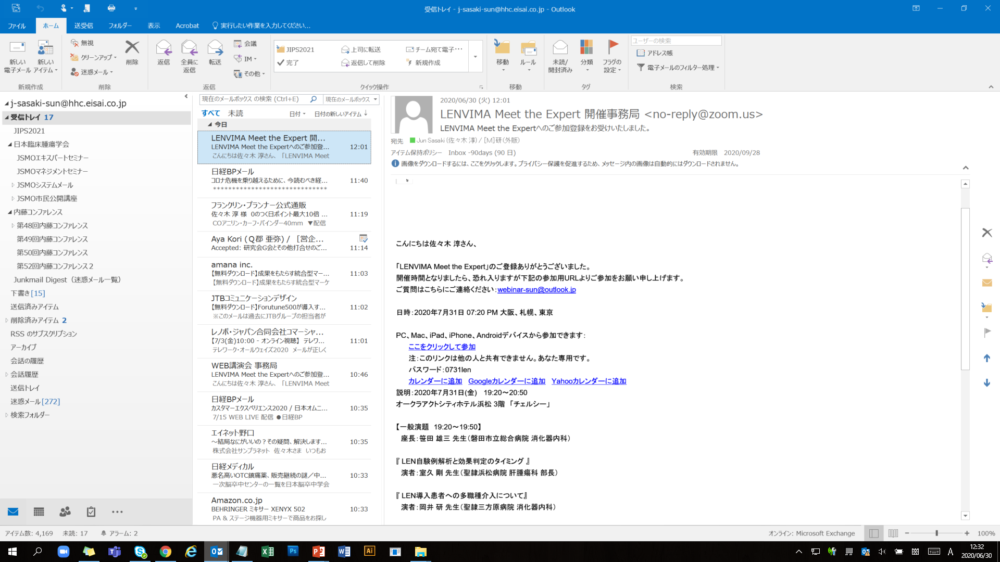 受信トレイ - j-sasaki-sun@hhc.eisai.co.jp - Outlook
ファイル ホーム 送受信 フォルダー 表示 Acrobat 実行したい作業を入力してください...
新しい
電子メール
新しい
アイテム
新規作成
無視
クリーンアップ
迷惑メール
削除
削除
返信
全員に
返信
転送
会議
IM
その他
返信
JIPS2021
上司に転送
チーム宛て電子…
完了
返信して削除
新規作成
クイック操作
移動
ルール
移動
未読/
開封済み
分類
フラグの
設定
タグ
ユーザーの検索
アドレス帳
電子メールのフィルター処理
検索
j-sasaki-sun@hhc.eisai.co.jp
受信トレイ 17
JIPS2021
日本臨床腫瘍学会
JSMOエキスパートセミナー
JSMOマネジメントセミナー
JSMOシステムメール
JSMO市民公開講座
内藤コンファレンス
第48回内藤コンファレンス
第49回内藤コンファレンス
第50回内藤コンファレンス
第52回内藤コンファレンス2
Junkmail Digest（迷惑メール一覧）
下書き [15]
送信済みアイテム
削除済みアイテム 2
RSS のサブスクリプション
アーカイブ
会話の履歴
会話履歴
送信トレイ
迷惑メール [272]
検索フォルダー
現在のメールボックス の検索 (Ctrl+E) 現在のメールボックス
すべて 未読 日付 日付の新しいアイテム ↓
今日
LENVIMA Meet the Expert 開...
LENVIMA Meet the Expertへのご参加登... 12:01
こんにちは佐々木 淳さん、「LENVIMA Meet
日経BPメール
コロナ危機を乗り越えるために、今読むべき経... 11:40
******************************
フランクリン・プランナー公式通販
佐々木 淳 様 0のつく日ポイント最大10倍 ... 11:19
COアニリン・カーフ・バインダー40mm ▼配信
Aya Kori (Ｑ郡 亜弥) / ［営企...
Accepted: 研究会G会とその他打合せのご... 11:14
amana inc.
【無料ダウンロード】成果をもたらす統合型マー... 11:03
【無料ダウンロード】成果をもたらす統合型マーケ
JTBコミュニケーションデザイン
【無料ダウンロード】Forutune500が導入す... 11:02
※このメールは過去にJTBグループの担当者が
レノボ・ジャパン合同会社コマーシャ...
【7/3(金)10:00 - オンライン視聴】 テレワ... 11:01
テレワーク・オールウェイズ2020 メールが正しく
WEB講演会 事務局
LENVIMA Meet the Expertへのご参加登... 10:46
こんにちは佐々木 淳さん、「LENVIMA Meet
日経BPメール
カスタマーエクスペリエンス2020 / 日本オムニ... 10:35
7/15 WEB LIVE 配信 ●日経BP
エイネット野口
～結局なにがいいの？その疑問、解決します... 10:35
株式会社サンプラネット 佐々木さま いつもお
日経メディカル
悪名高いOTC鎮痛薬、販売継続の謎／中... 10:33
一次脳卒中センターの一覧を日本脳卒中学会
Amazon.co.jp
BEHRINGER ミキサー XENYX 502 10:33
PA & ステージ機器用ミキサーで商品をお探し
2020/06/30 (火) 12:01
LENVIMA Meet the Expert 開催事務局 <no-reply@zoom.us>
LENVIMA Meet the Expertへのご参加登録をお受けいたしました。
宛先 Jun Sasaki (佐々木 淳) / ［M］研（外販）
アイテム保持ポリシー Inbox -90days (90 日) 有効期限 2020/09/28
画像をダウンロードするには、ここをクリックします。プライバシー保護を促進するため、メッセージ内の画像は自動的にはダウンロードされません。
こんにちは佐々木 淳さん、
「LENVIMA Meet the Expert」のご登録ありがとうございました。
開催時間となりましたら、恐れ入りますが下記の参加用URLよりご参加をお願い申し上げます。
ご質問はこちらにご連絡ください：webinar-sun@outlook.jp
日時：2020年7月31日 07:20 PM 大阪、札幌、東京
PC、Mac、iPad、iPhone、Androidデバイスから参加できます：
ここをクリックして参加
注：このリンクは他の人と共有できません。あなた専用です。
パスワード：0731len
カレンダーに追加 Googleカレンダーに追加 Yahooカレンダーに追加
説明：2020年7月31日(金) 19:20～20:50
オークラアクトシティホテル浜松 3階 「チェルシー」
【一般演題 19:20～19:50】
座長：笹田 雄三 先生（磐田市立総合病院 消化器内科）
『 LEN自験例解析と効果判定のタイミング 』
演者：室久 剛 先生（聖隷浜松病院 肝腫瘍科 部長）
『 LEN導入患者への多職種介入について』
演者：岡井 研 先生（聖隷三方原病院 消化器内科）
アイテム数: 4,169 未読: 17 アラーム: 2
オンライン: Microsoft Exchange
100%
A
12:32
2020/06/30